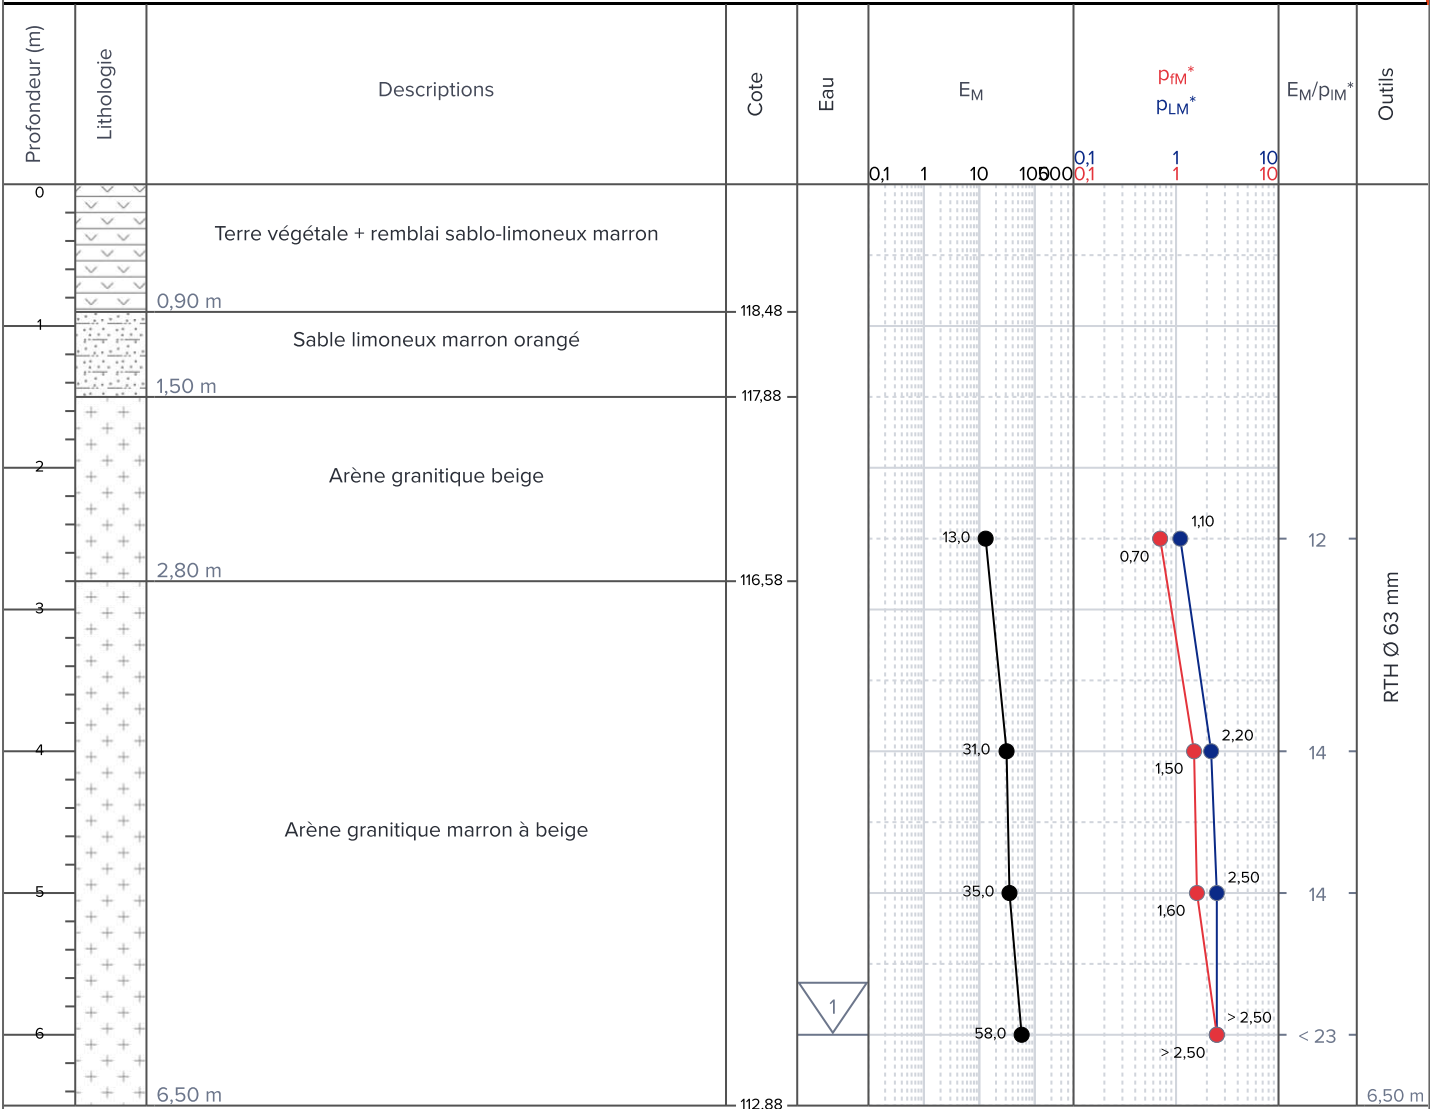 Profondeur (m)
Lithologie
Descriptions
Cote
Eau
EM
pfM*
pLM*
EM/plM*
Outils
0,1 1 10 100 500
0,1 1 10
0,1 1 10
0
Terre végétale + remblai sablo-limoneux marron
0,90 m
118,48
1
Sable limoneux marron orangé
1,50 m
117,88
2
Arène granitique beige
1,10
13,0
0,70
12
2,80 m
116,58
3
RTH Ø 63 mm
2,20
4
31,0
1,50
14
Arène granitique marron à beige
2,50
5
35,0
1,60
14
1
> 2,50
6
58,0
> 2,50
< 23
6,50 m
6,50 m
112,88